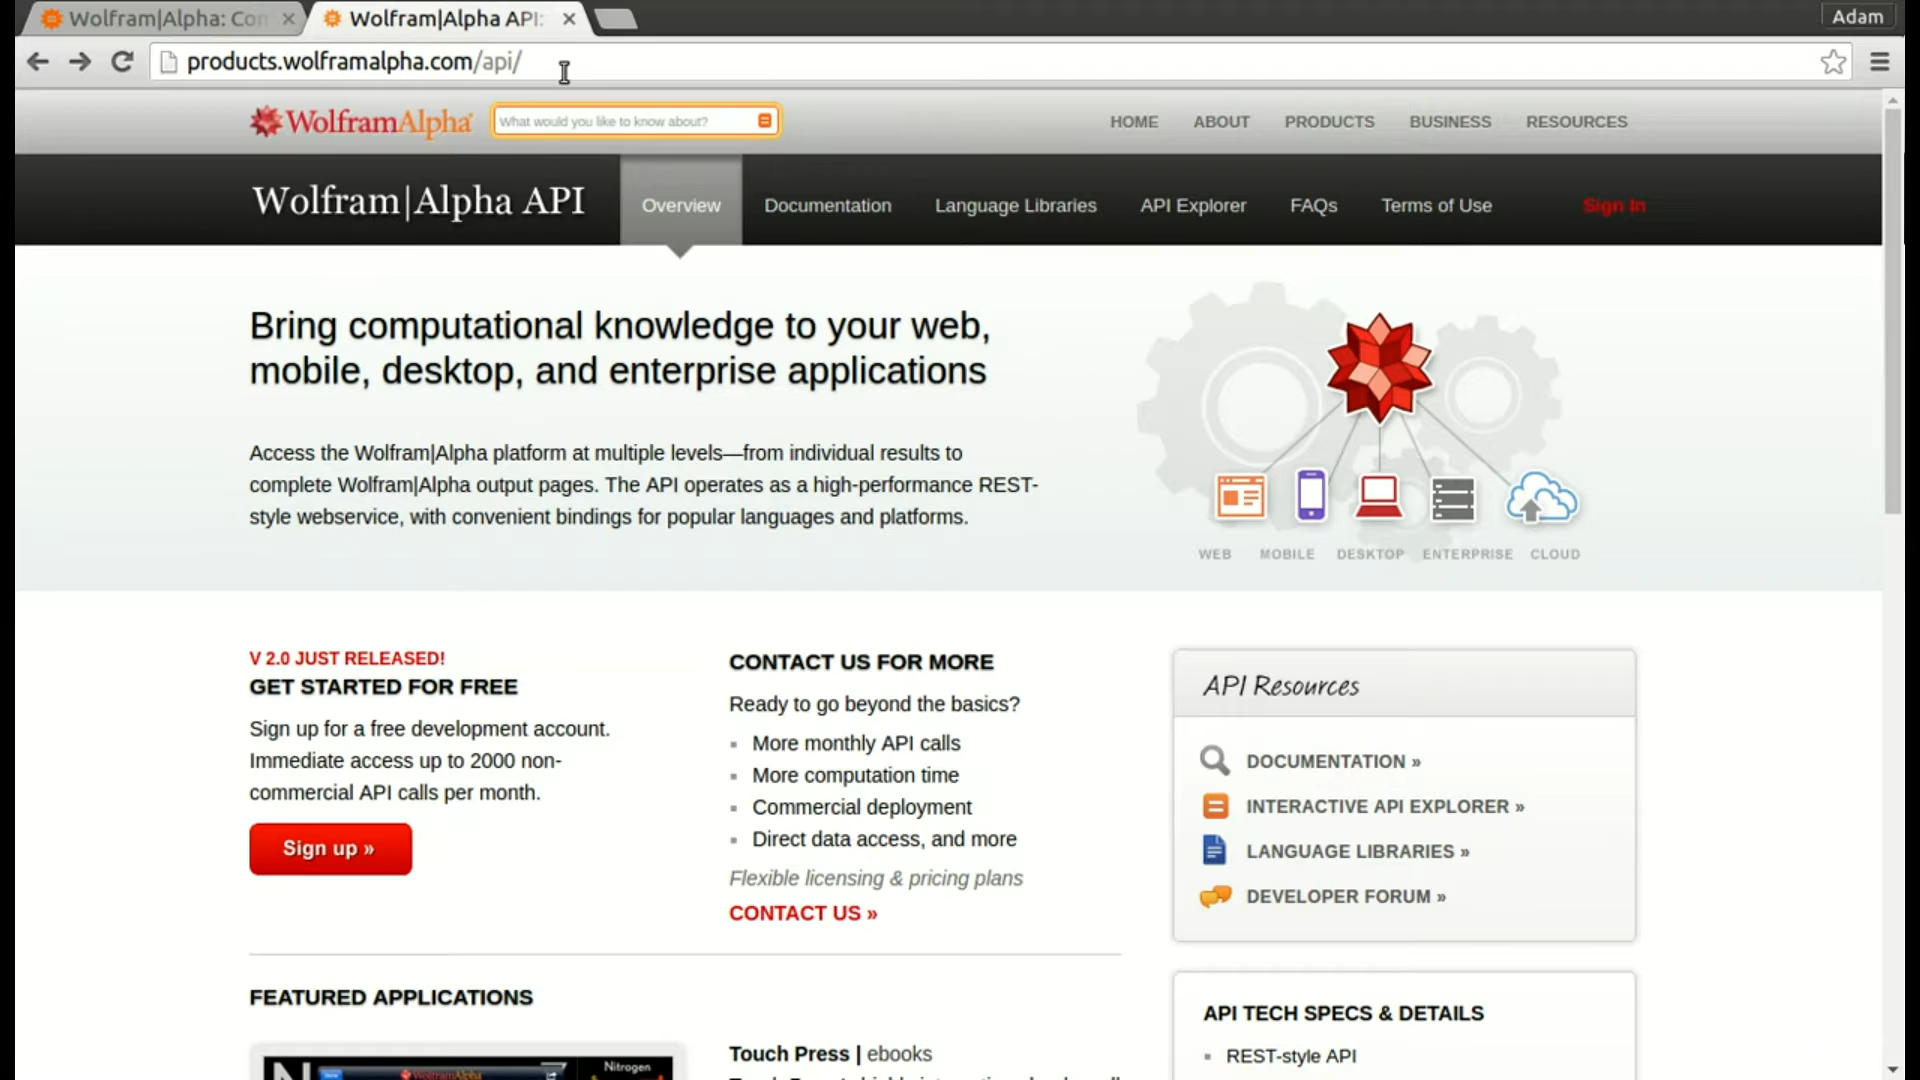 Wolfram|Alpha: Con
Wolfram|Alpha API:
Adam
products.wolframalpha.com/api/
WolframAlpha
What would you like to know about?
HOME ABOUT PRODUCTS BUSINESS RESOURCES
Wolfram|Alpha API
Overview Documentation Language Libraries API Explorer FAQs Terms of Use Sign In
Bring computational knowledge to your web,
mobile, desktop, and enterprise applications
Access the Wolfram|Alpha platform at multiple levels—from individual results to
complete Wolfram|Alpha output pages. The API operates as a high-performance REST-
style webservice, with convenient bindings for popular languages and platforms.
WEB MOBILE DESKTOP ENTERPRISE CLOUD
V 2.0 JUST RELEASED!
GET STARTED FOR FREE
Sign up for a free development account.
Immediate access up to 2000 non-
commercial API calls per month.
Sign up »
CONTACT US FOR MORE
Ready to go beyond the basics?
More monthly API calls
More computation time
Commercial deployment
Direct data access, and more
Flexible licensing & pricing plans
CONTACT US »
API Resources
DOCUMENTATION »
INTERACTIVE API EXPLORER »
LANGUAGE LIBRARIES »
DEVELOPER FORUM »
FEATURED APPLICATIONS
WolframAlpha
Nitrogen
Touch Press | ebooks
API TECH SPECS & DETAILS
REST-style API